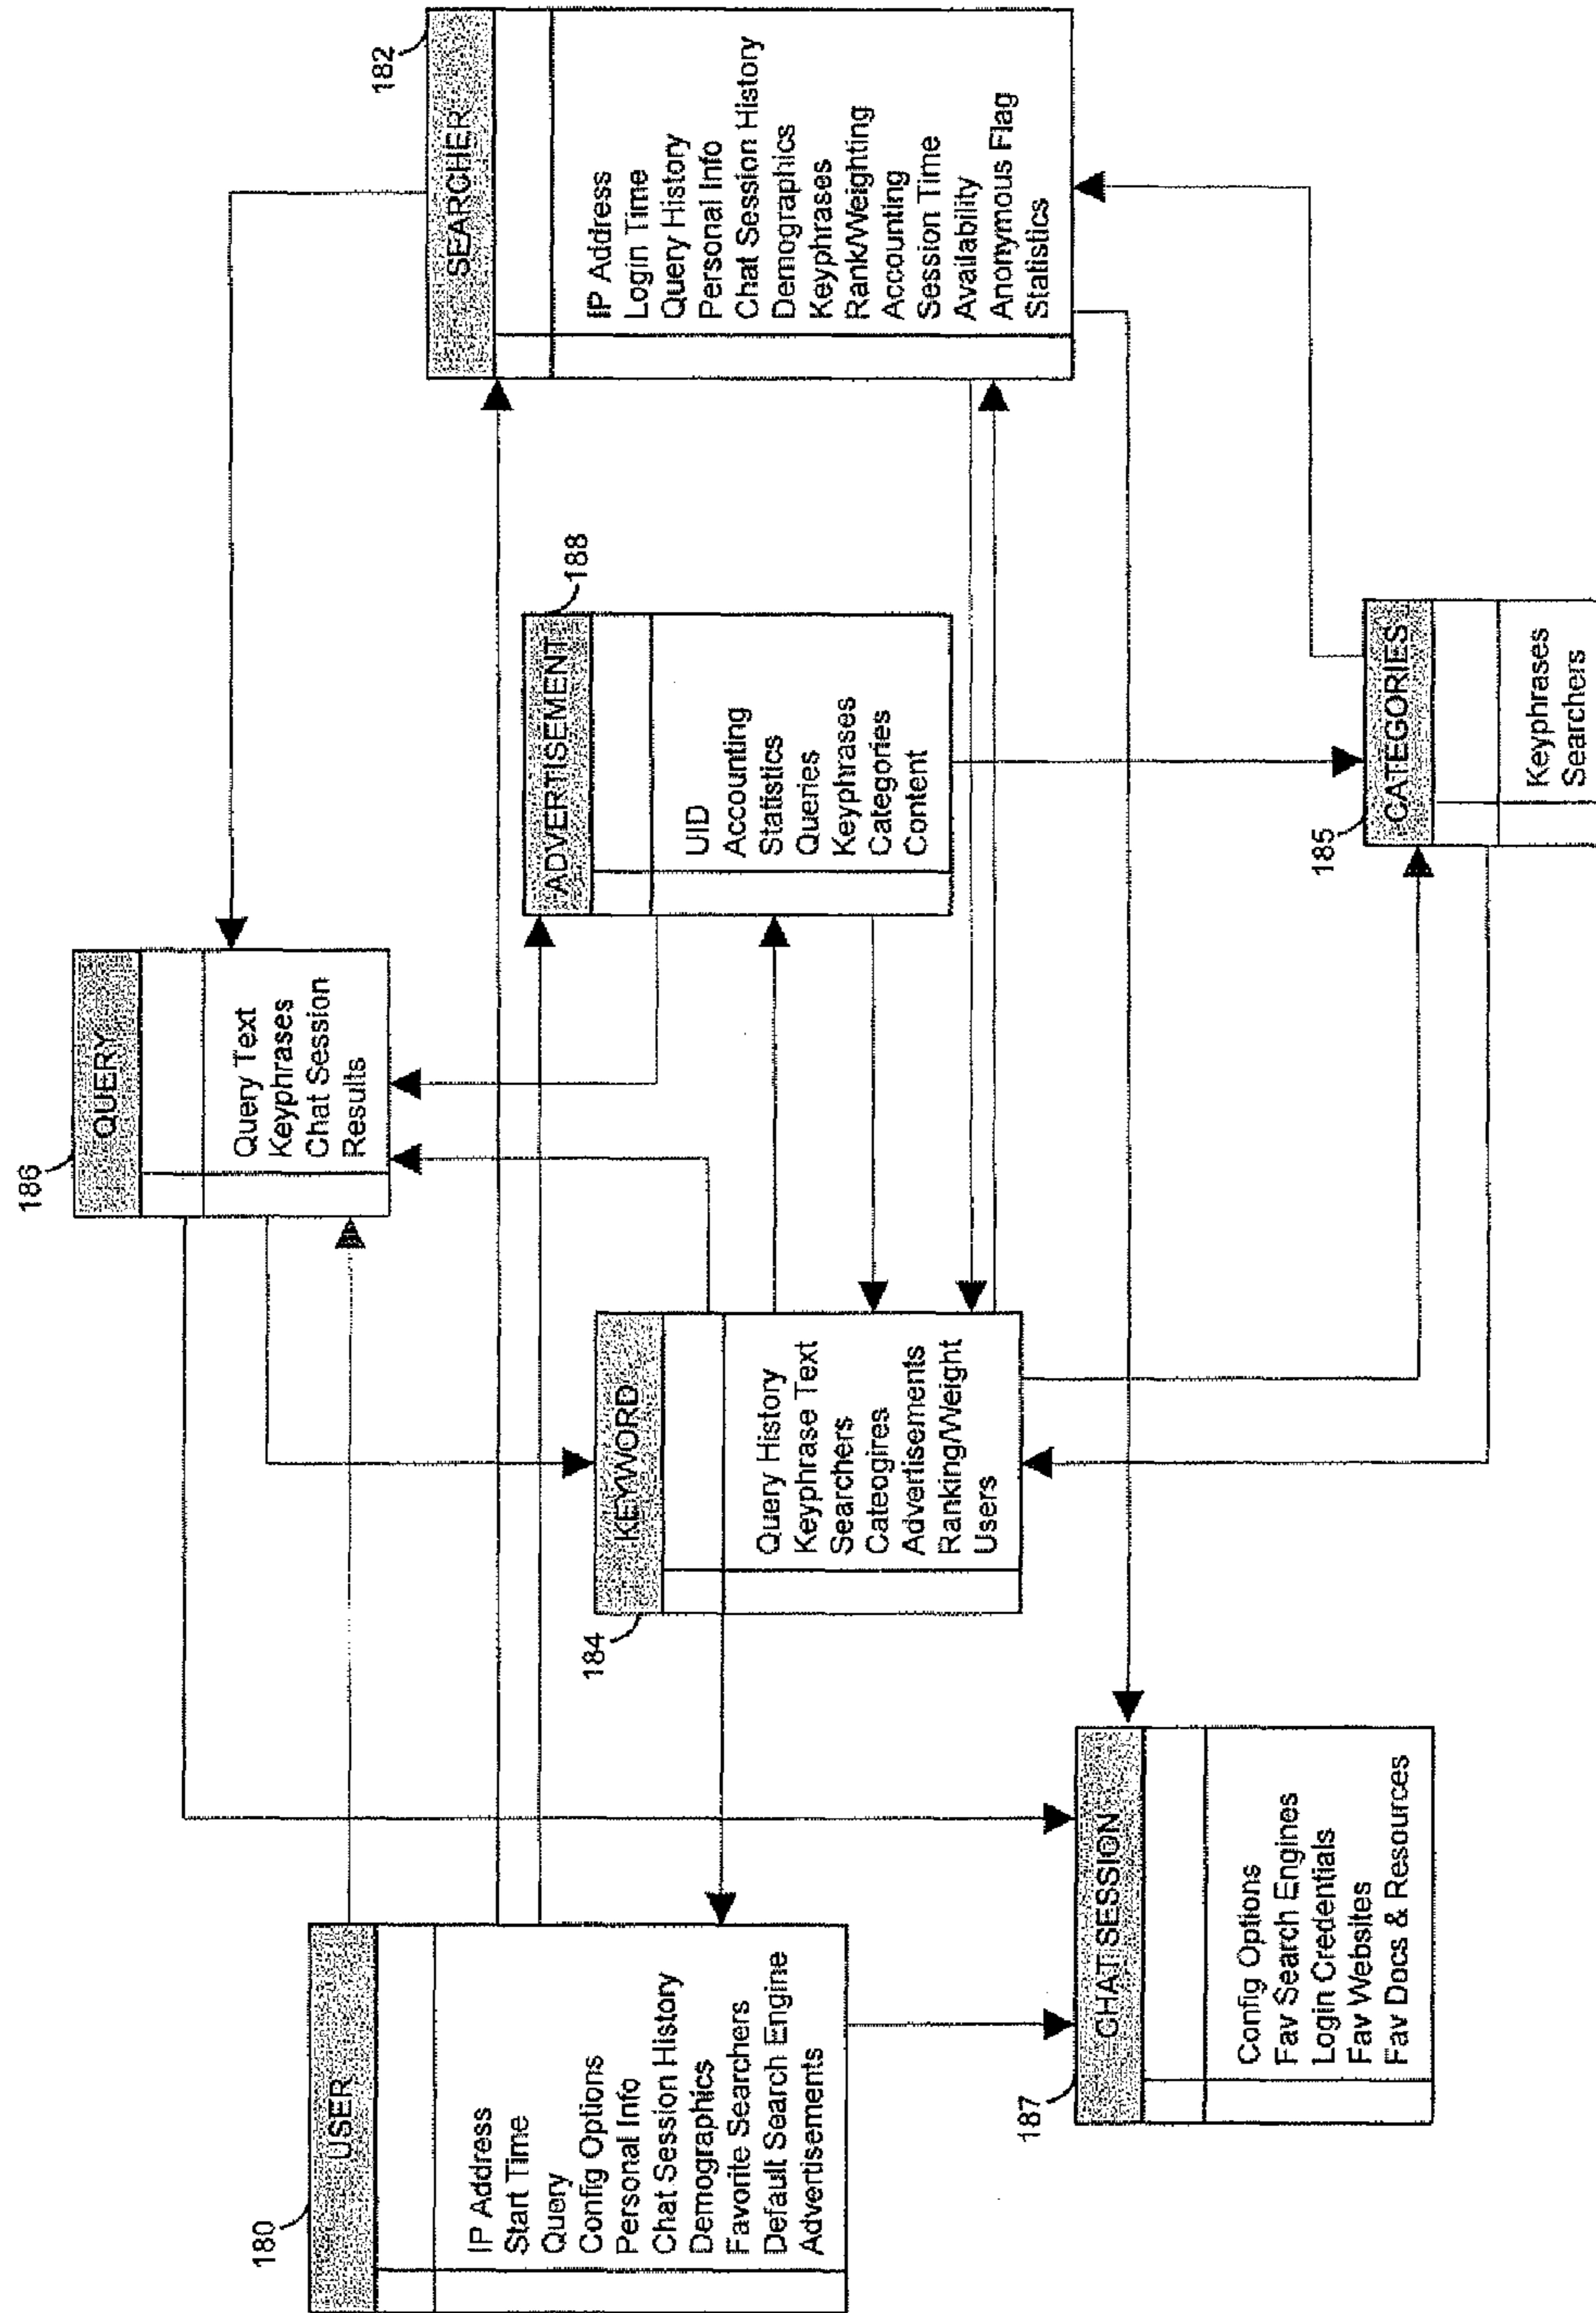 186
QUERY
Query Text
Keyphrases
Chat Session
Results
180
USER
IP Address
Start Time
Query
Config Options
Personal Info
Chat Session History
Demographics
Favorite Searchers
Default Search Engine
Advertisements
184
KEYWORD
Query History
Keyphrase Text
Searchers
Cateogires
Advertisements
Ranking/Weight
Users
188
ADVERTISEMENT
UID
Accounting
Statistics
Queries
Keyphrases
Categories
Content
182
SEARCHER
IP Address
Login Time
Query History
Personal Info
Chat Session History
Demographics
Keyphrases
Rank/Weighting
Accounting
Session Time
Availability
Anonymous Flag
Statistics
187
CHAT SESSION
Config Options
Fav Search Engines
Login Credentials
Fav Websites
Fav Docs & Resources
185
CATEGORIES
Keyphrases
Searchers